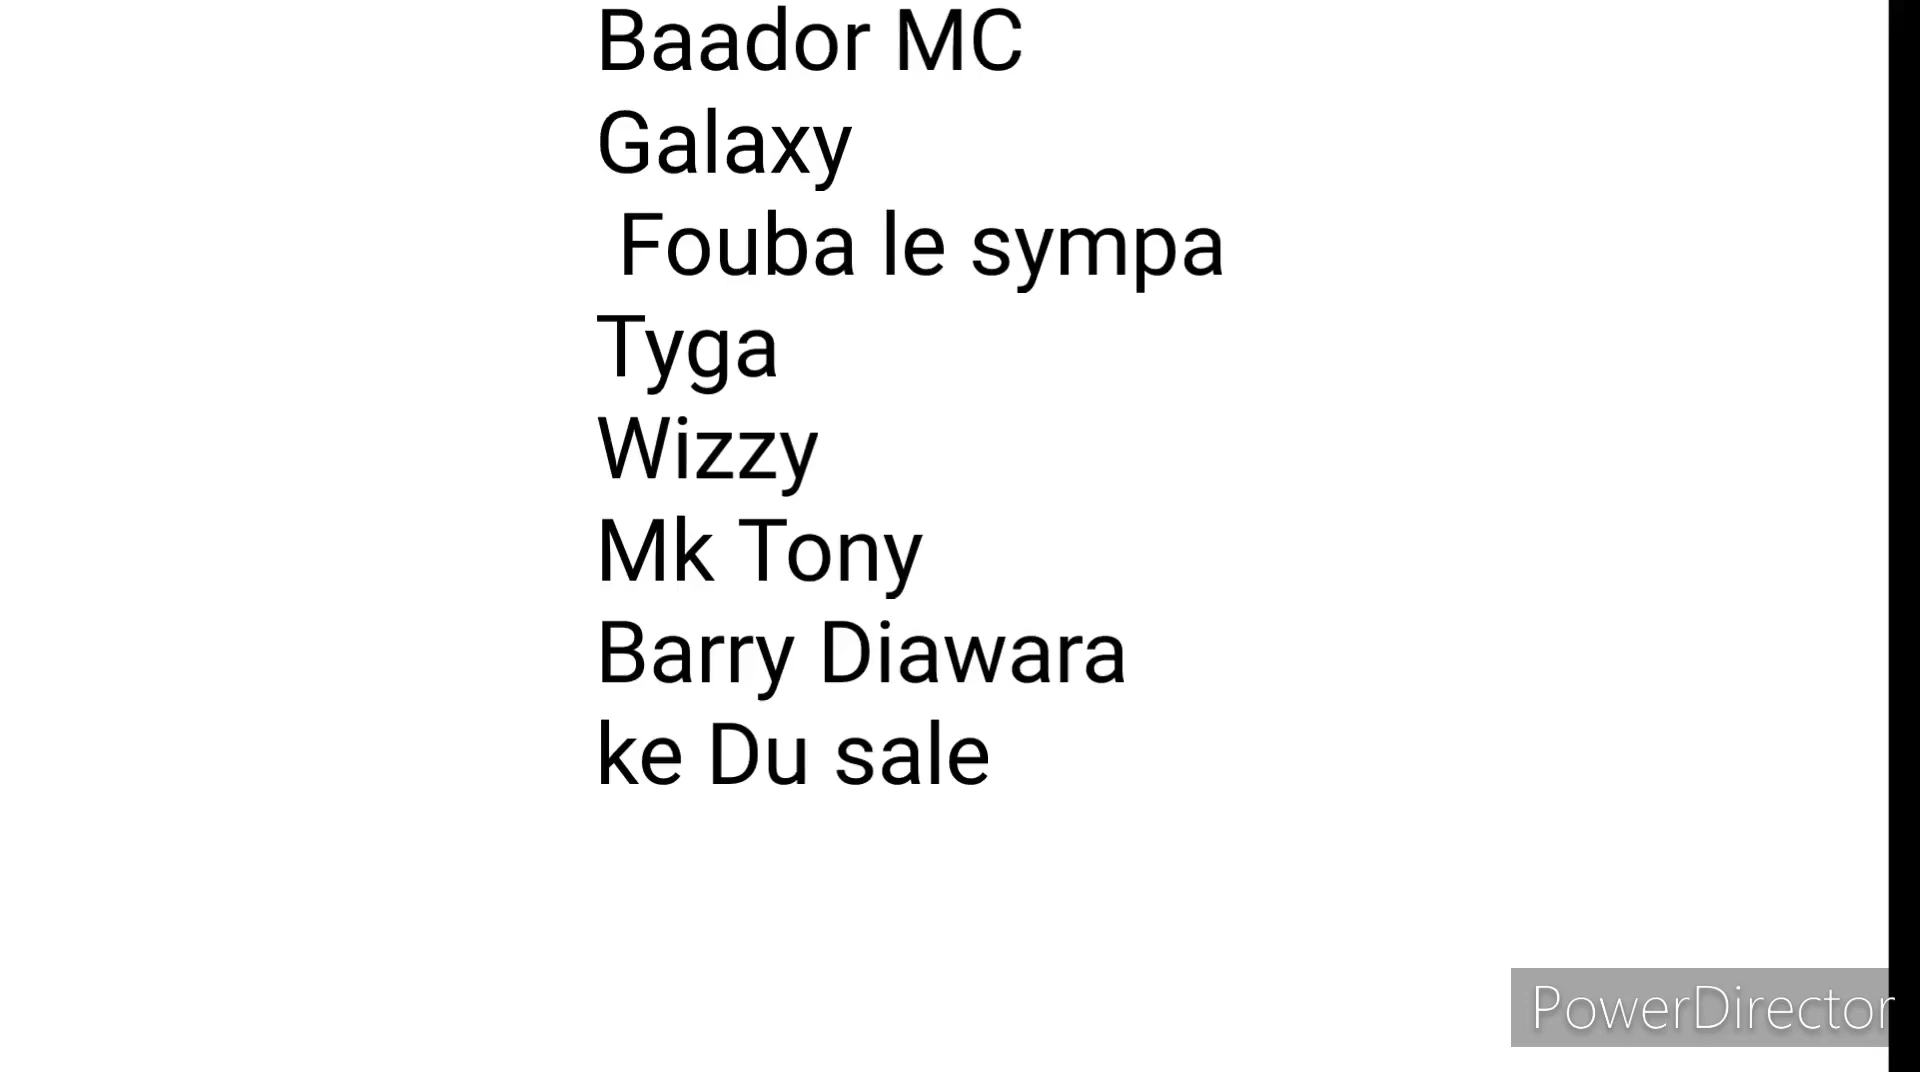 Baador MC
Galaxy
Fouba le sympa
Tyga
Wizzy
Mk Tony
Barry Diawara
ke Du sale
PowerDirector